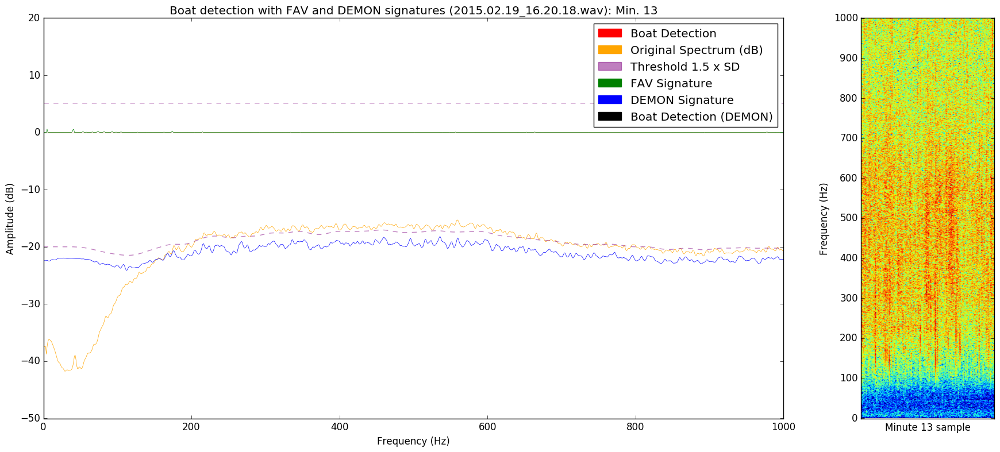 Boat detection with FAV and DEMON signatures (2015.02.19_16.20.18.wav): Min. 13
20
10
0
−10
−20
−30
−40
−50
Amplitude (dB)
0
200
400
600
800
1000
Frequency (Hz)
Boat Detection
Original Spectrum (dB)
Threshold 1.5 x SD
FAV Signature
DEMON Signature
Boat Detection (DEMON)
1000
900
800
700
600
500
400
300
200
100
0
Frequency (Hz)
Minute 13 sample